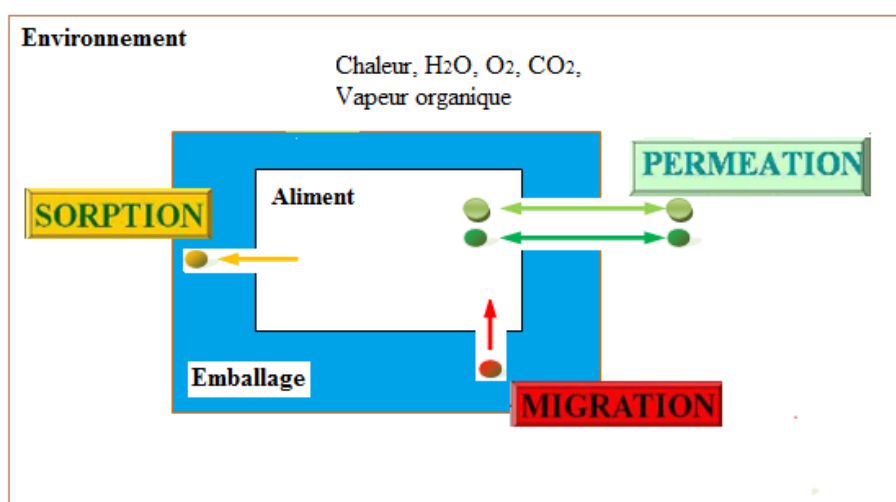 Environnement
Chaleur, H2O, O2, CO2,
Vapeur organique
PERMEATION
Aliment
SORPTION
Emballage
MIGRATION